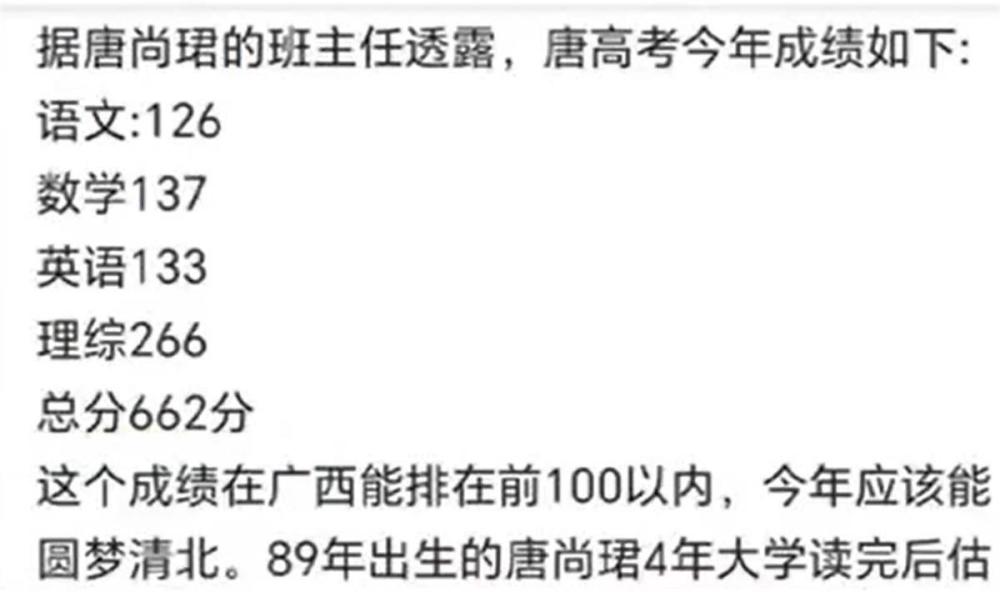 据唐尚珺的班主任透露，唐高考今年成绩如下:
语文:126
数学137
英语133
理综266
总分662分
这个成绩在广西能排在前100以内，今年应该能
圆梦清北。89年出生的唐尚珺4年大学读完后估